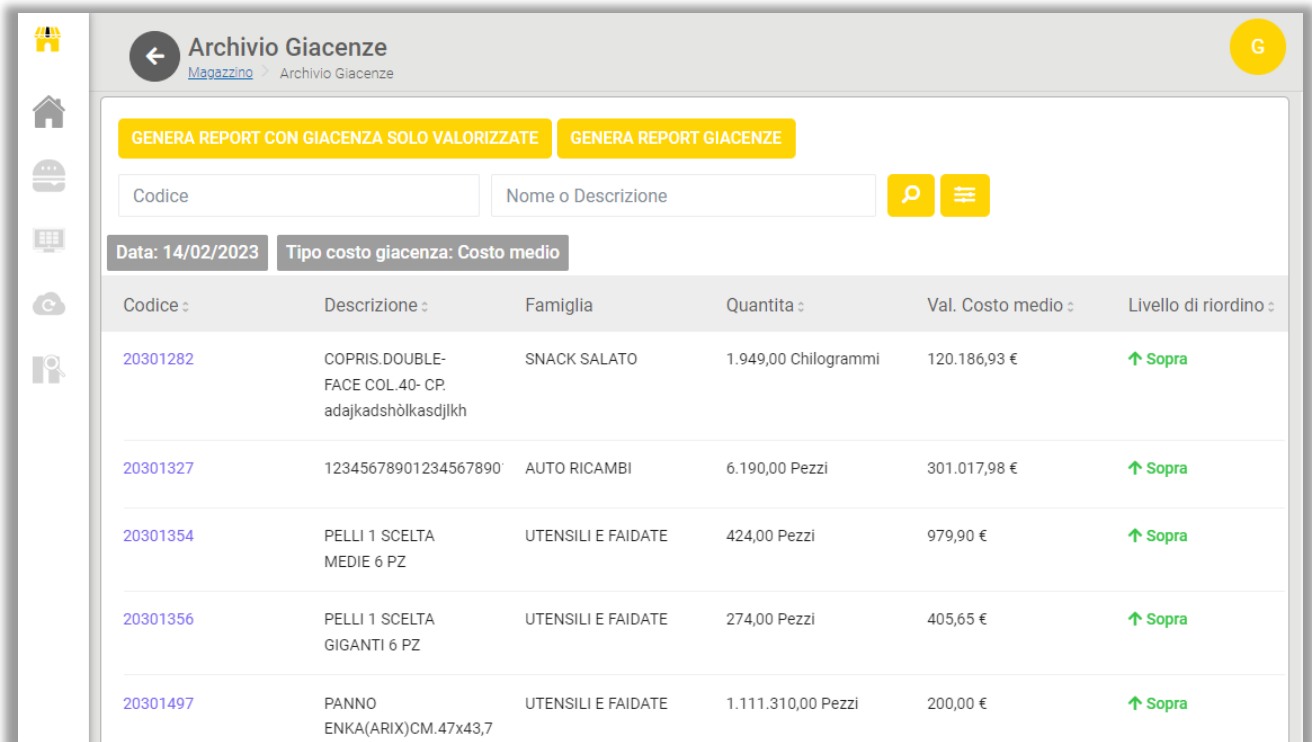 Archivio Giacenze
G
Magazzino > Archivio Giacenze
GENERA REPORT CON GIACENZA SOLO VALORIZZATE GENERA REPORT GIACENZE
Codice Nome o Descrizione
Data: 14/02/2023 Tipo costo giacenza: Costo medio
Codice Descrizione Famiglia Quantita Val. Costo medio Livello di riordino
20301282 COPRIS.DOUBLE- SNACK SALATO 1.949,00 Chilogrammi 120.186,93 € Sopra
FACE COL.40- CP.
adajkadshòlkasdjlkh
20301327 12345678901234567890 AUTO RICAMBI 6.190,00 Pezzi 301.017,98 € Sopra
20301354 PELLI 1 SCELTA UTENSILI E FAIDATE 424,00 Pezzi 979,90 € Sopra
MEDIE 6 PZ
20301356 PELLI 1 SCELTA UTENSILI E FAIDATE 274,00 Pezzi 405,65 € Sopra
GIGANTI 6 PZ
20301497 PANNO UTENSILI E FAIDATE 1.111.310,00 Pezzi 200,00 € Sopra
ENKA(ARIX)CM.47x43,7